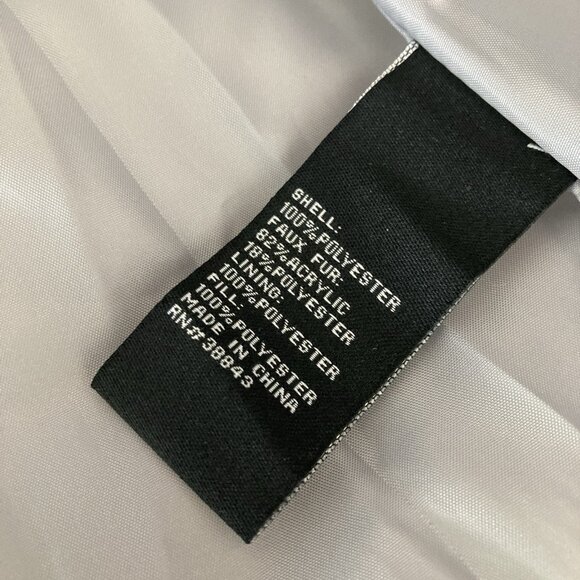 SHELL:
100%POLYESTER
FAUX FUR:
82%ACRYLIC
18%POLYESTER
LINING:
100%POLYESTER
FILL:
100%POLYESTER
MADE IN CHINA
RN#38843